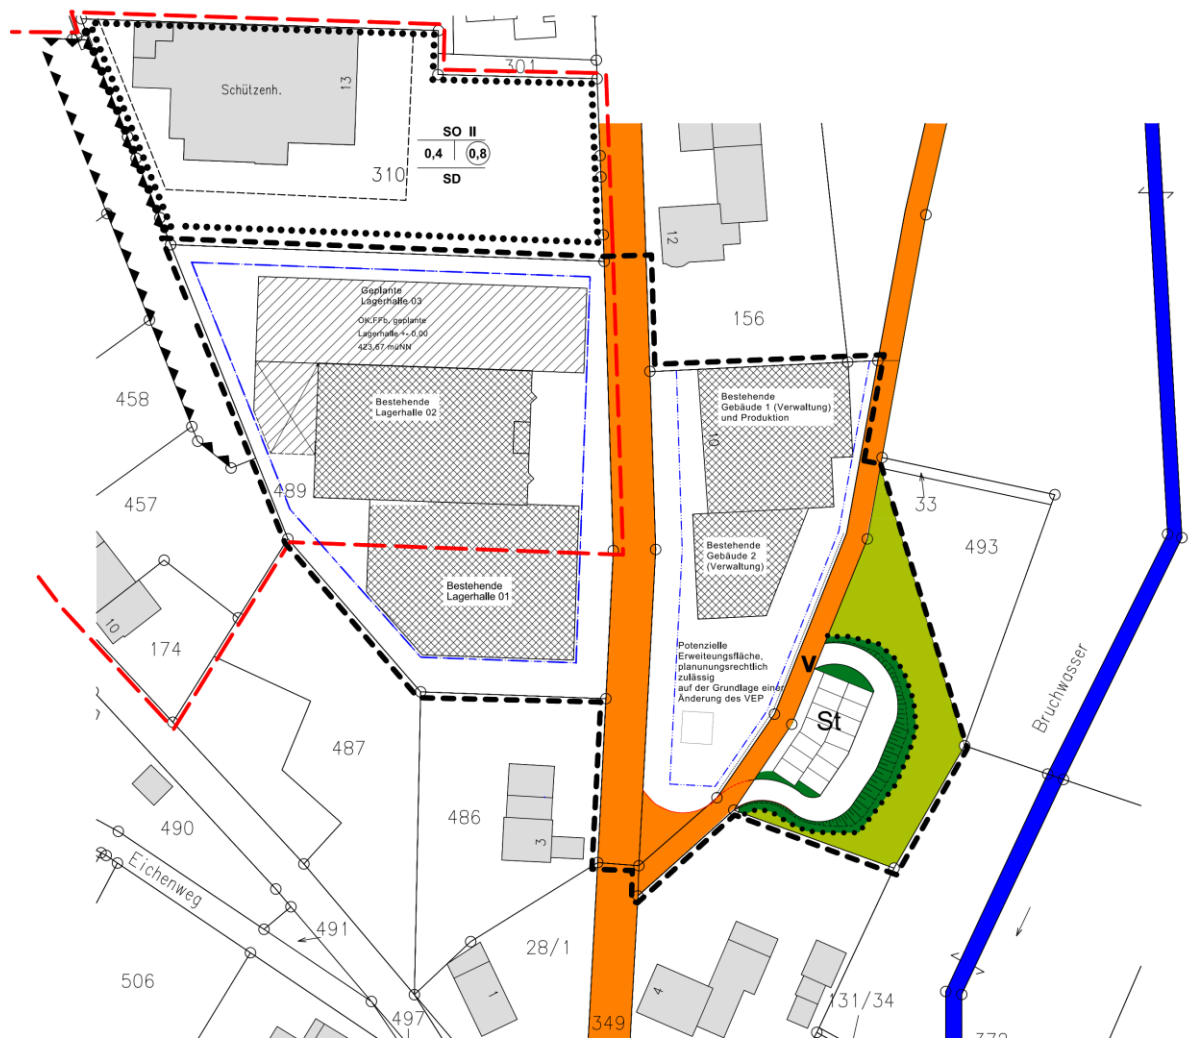 301
Schützenh.
13
SO II
0,4
0,8
SD
310
12
Geplante
Lagerhalle 03
OK.FFb. geplante
Lagerhalle +- 0,00
423,67 müNN
156
458
Bestehende
Lagerhalle 02
Bestehende
Gebäude 1 (Verwaltung)
und Produktion
10
489
457
33
493
Bestehende
Gebäude 2
(Verwaltung)
Bestehende
Lagerhalle 01
10
174
Potenzielle
Erweiteungsfläche,
planunungsrechtlich
zulässig
auf der Grundlage einer
Änderung des VEP
V
St
Bruchwasser
487
490
486
3
Eichenweg
491
28/1
506
1
4
131/34
497
349
372